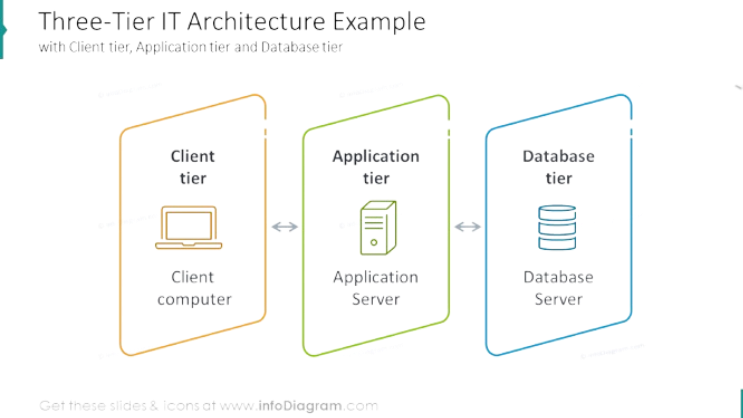 Three-Tier IT Architecture Example
with Client tier, Application tier and Database tier
Client
tier
Client
computer
Application
tier
Application
Server
Database
tier
Database
Server
Get these slides & icons at www.infoDiagram.com